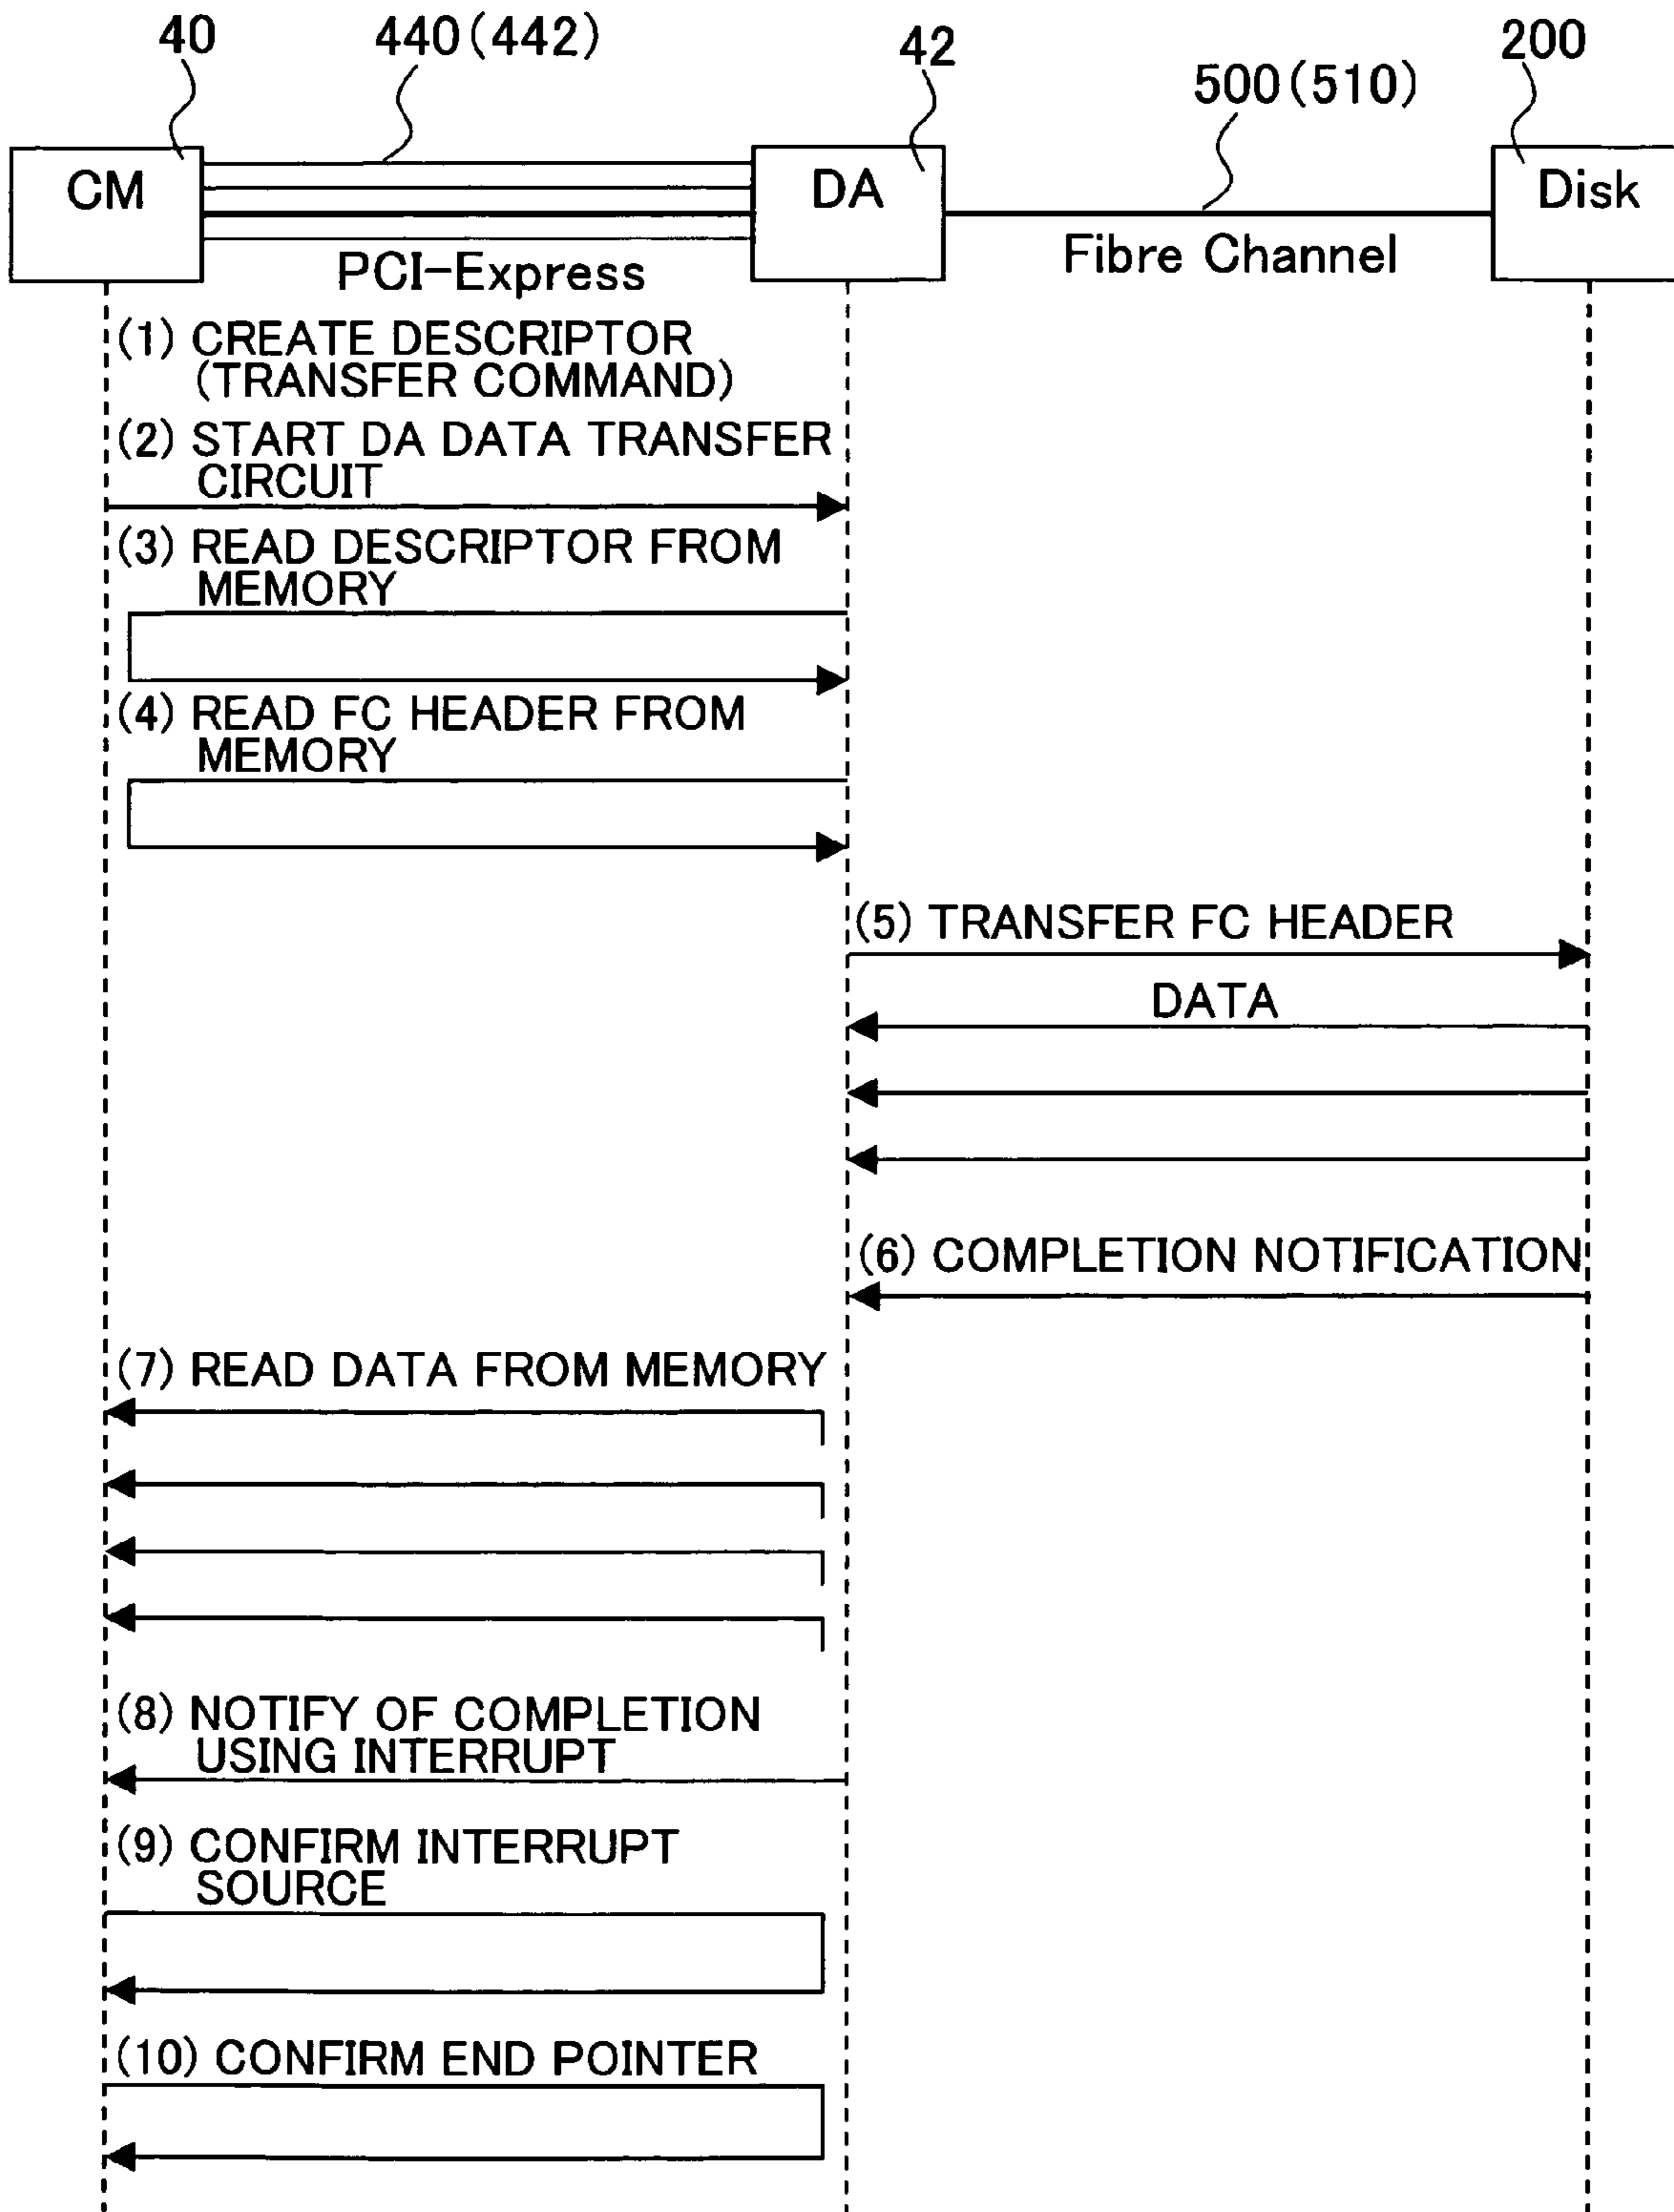 40
440(442)
42
500(510)
200
CM
DA
Disk
PCI-Express
Fibre Channel
(1) CREATE DESCRIPTOR
(TRANSFER COMMAND)
(2) START DA DATA TRANSFER
CIRCUIT
(3) READ DESCRIPTOR FROM
MEMORY
(4) READ FC HEADER FROM
MEMORY
(5) TRANSFER FC HEADER
DATA
(6) COMPLETION NOTIFICATION
(7) READ DATA FROM MEMORY
(8) NOTIFY OF COMPLETION
USING INTERRUPT
(9) CONFIRM INTERRUPT
SOURCE
(10) CONFIRM END POINTER